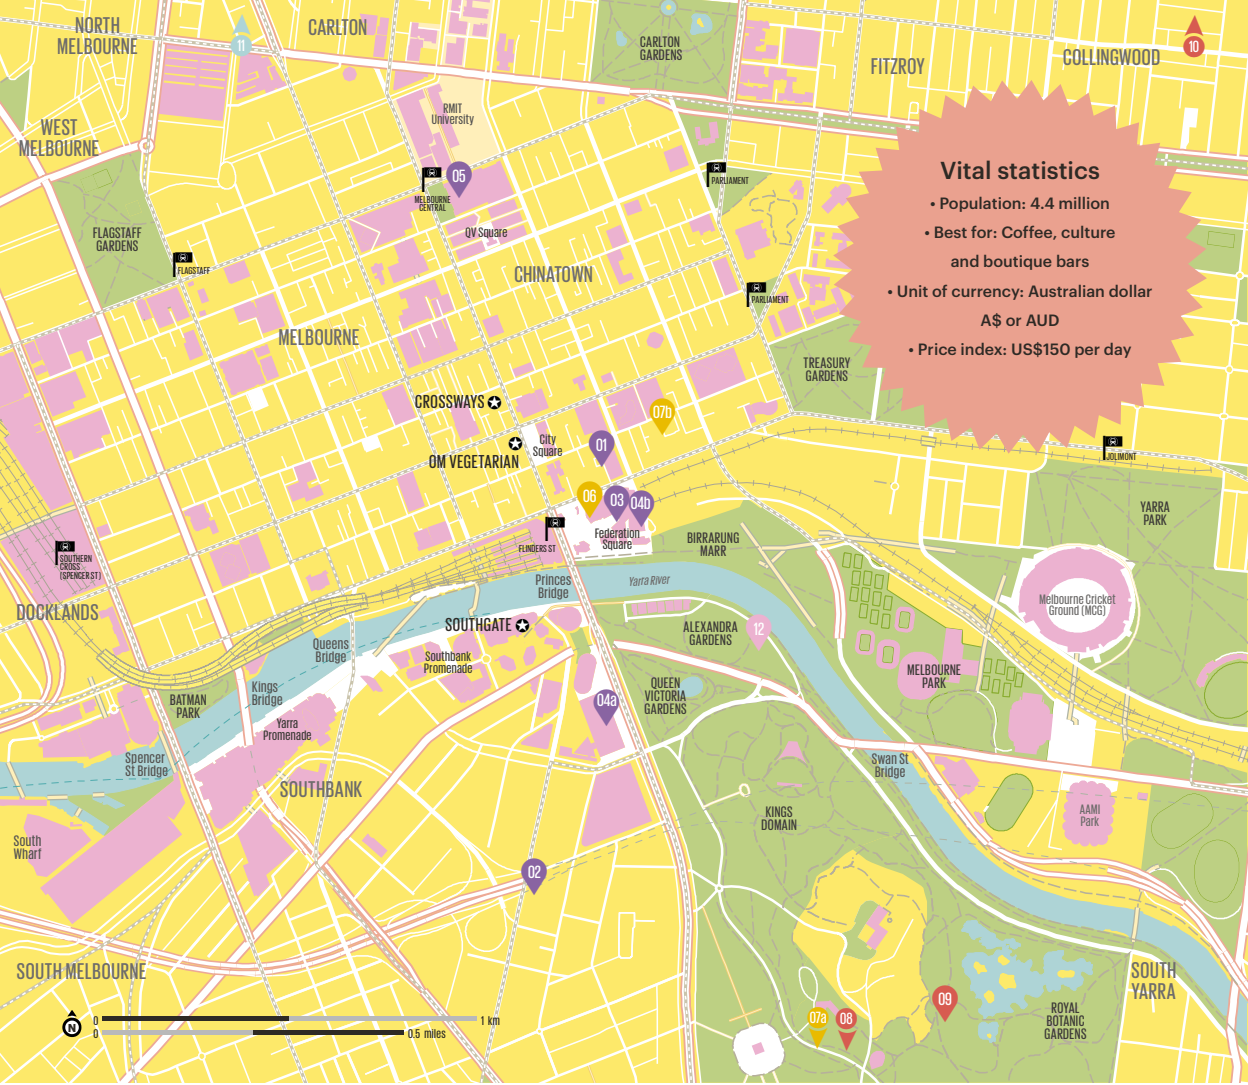 NORTH
MELBOURNE
11
CARLTON
CARLTON
GARDENS
FITZROY
COLLINGWOOD
10
WEST
MELBOURNE
RMIT
University
Vital statistics
• Population: 4.4 million
• Best for: Coffee, culture
and boutique bars
• Unit of currency: Australian dollar
A$ or AUD
• Price index: US$150 per day
05
MELBOURNE
CENTRAL
PARLIAMENT
FLAGSTAFF
GARDENS
QV Square
FLAGSTAFF
CHINATOWN
PARLIAMENT
MELBOURNE
TREASURY
GARDENS
CROSSWAYS
07b
01
City
Square
OM VEGETARIAN
JOLIMONT
06
03
04b
YARRA
PARK
Federation
Square
FLINDERS ST
BIRRARUNG
MARR
SOUTHERN
CROSS
(SPENCER ST)
Princes
Bridge
Yarra River
Melbourne Cricket
Ground (MCG)
DOCKLANDS
SOUTHGATE
ALEXANDRA
GARDENS
12
Queens
Bridge
Southbank
Promenade
MELBOURNE
PARK
QUEEN
VICTORIA
GARDENS
Kings
Bridge
BATMAN
PARK
04a
Yarra
Promenade
Spencer
St Bridge
Swan St
Bridge
SOUTHBANK
KINGS
DOMAIN
AAMI
Park
South
Wharf
02
SOUTH MELBOURNE
SOUTH
YARRA
09
ROYAL
BOTANIC
GARDENS
07a
08
N
0
1 km
0
0.5 miles